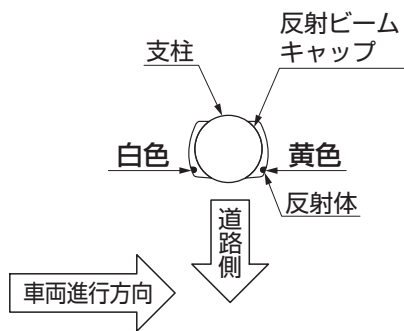 反射ビーム
キャップ
支柱
白色
黄色
反射体
道路側
車両進行方向